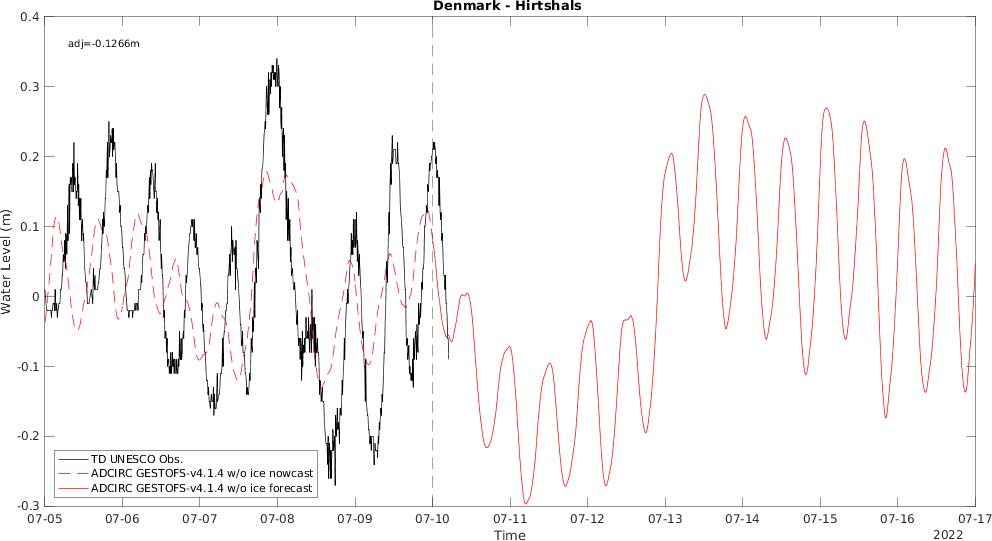 Denmark - Hirtshals
0.4
adj=-0.1266m
0.3
0.2
0.1
0
-0.1
-0.2
-0.3
Water Level (m)
TD UNESCO Obs.
ADCIRC GESTOFS-v4.1.4 w/o ice nowcast
ADCIRC GESTOFS-v4.1.4 w/o ice forecast
07-05 07-06 07-07 07-08 07-09 07-10 07-11 07-12 07-13 07-14 07-15 07-16 07-17
Time
2022